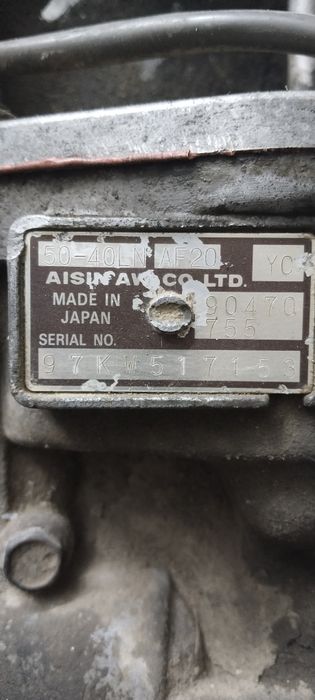 50-40LN AF20 YC
AISIN AW CO., LTD.
MADE IN 90470
JAPAN 755
SERIAL NO.
97KW517153